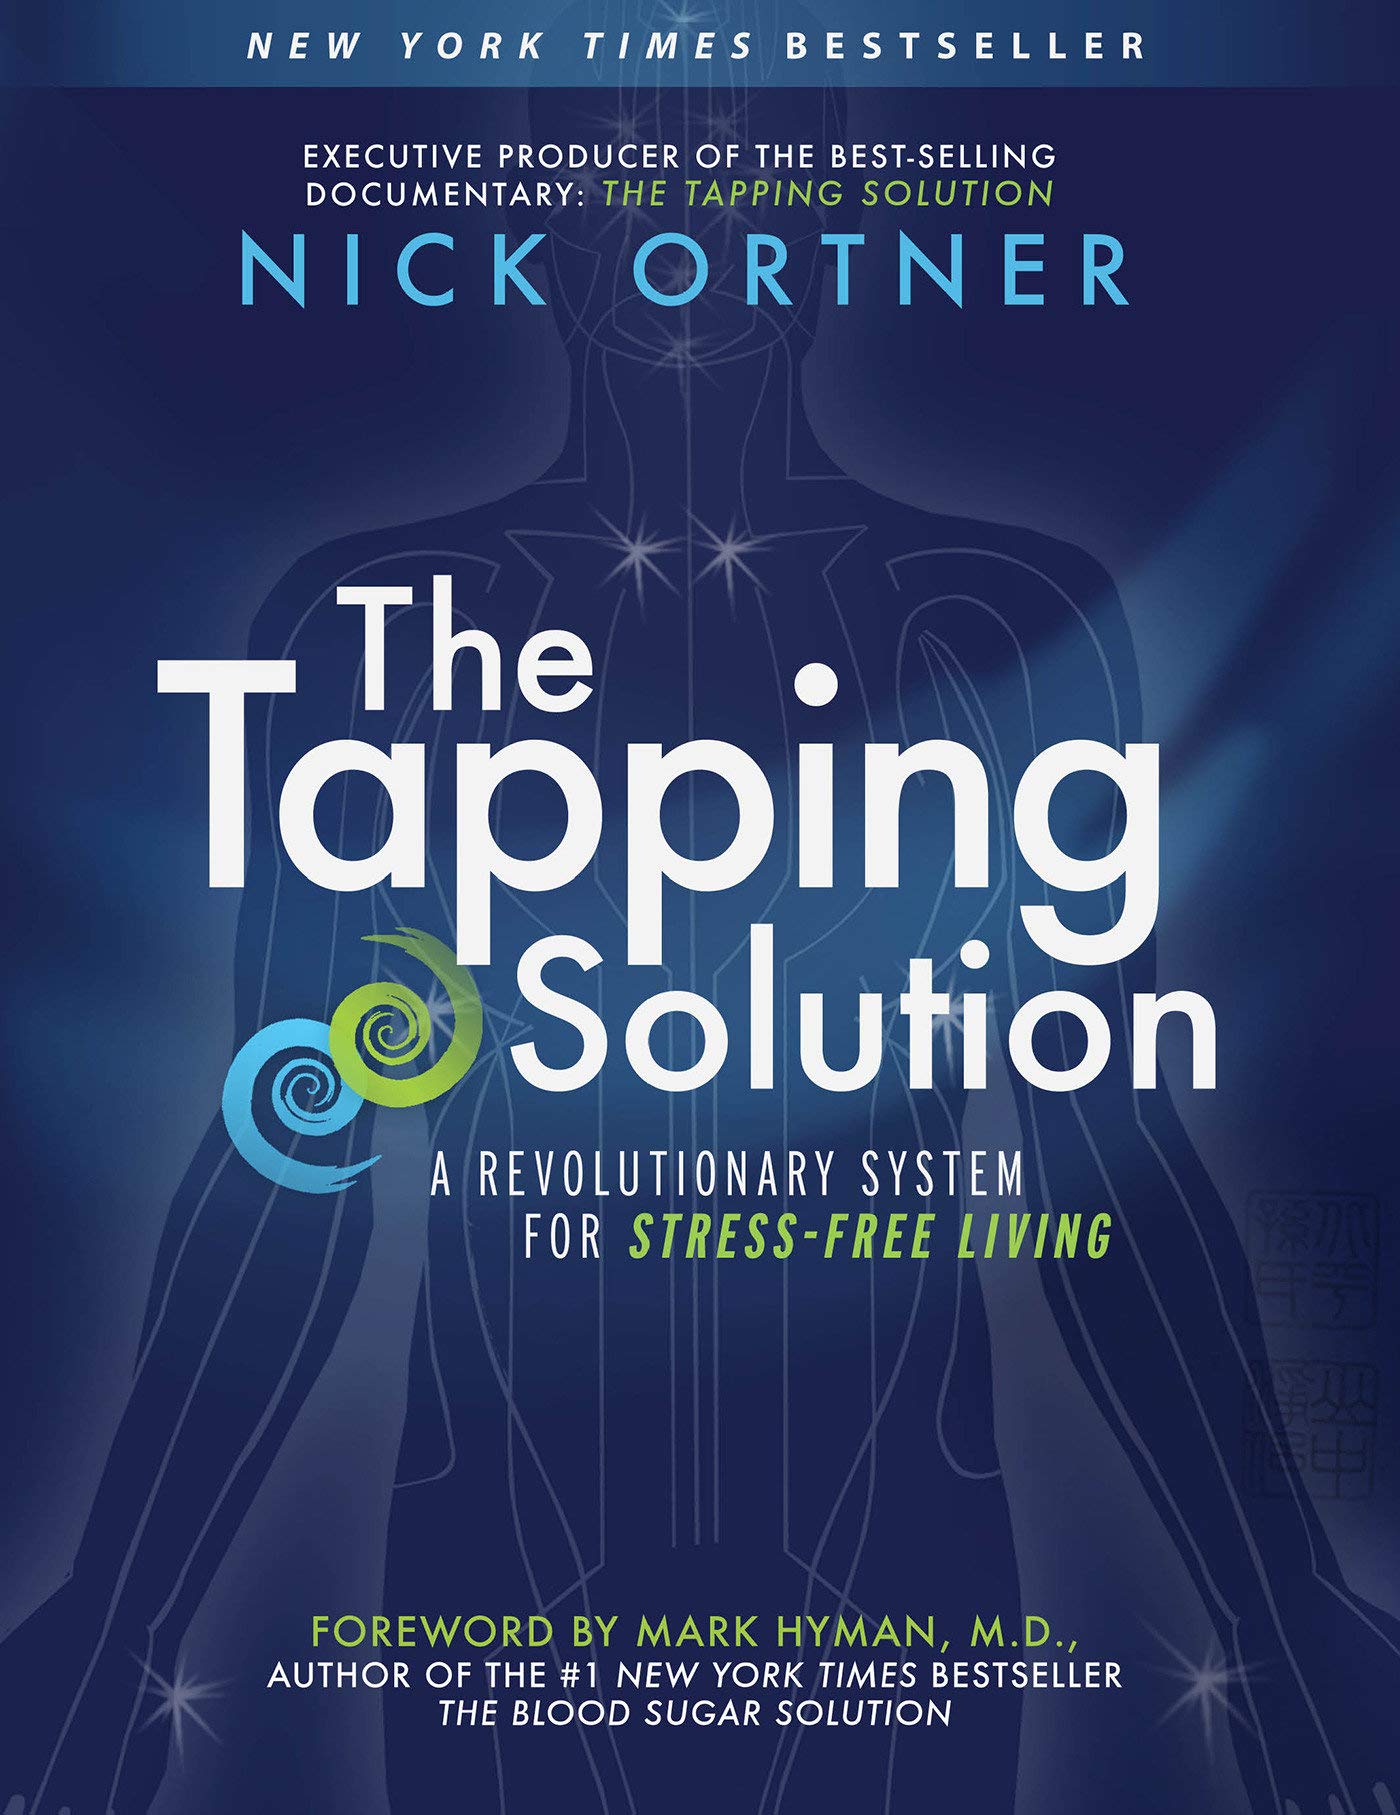 NEW YORK TIMES BESTSELLER
EXECUTIVE PRODUCER OF THE BEST-SELLING
DOCUMENTARY: THE TAPPING SOLUTION
NICK ORTNER
The
Tapping
Solution
A REVOLUTIONARY SYSTEM
FOR STRESS-FREE LIVING
FOREWORD BY MARK HYMAN, M.D.,
AUTHOR OF THE #1 NEW YORK TIMES BESTSELLER
THE BLOOD SUGAR SOLUTION